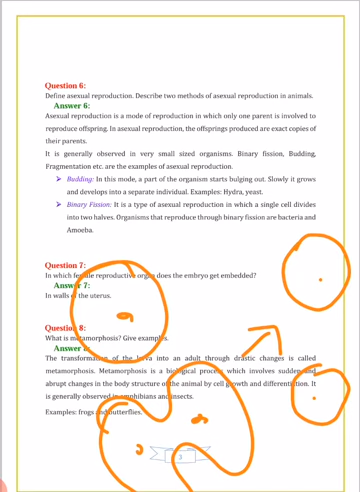 Question 6:
Define asexual reproduction. Describe two methods of asexual reproduction in animals.
Answer 6:
Asexual reproduction is a mode of reproduction in which only one parent is involved to
reproduce offspring. In asexual reproduction, the offsprings produced are exact copies of
their parents.
It is generally observed in very small sized organisms. Binary fission, Budding,
Fragmentation etc. are the examples of asexual reproduction.
➢ Budding: In this mode, a part of the organism starts bulging out. Slowly it grows
and develops into a separate individual. Examples: Hydra, yeast.
➢ Binary Fission: It is a type of asexual reproduction in which a single cell divides
into two halves. Organisms that reproduce through binary fission are bacteria and
Amoeba.
Question 7:
In which female reproductive organ does the embryo get embedded?
Answer 7:
In walls of the uterus.
Question 8:
What is metamorphosis? Give examples.
Answer 8:
The transformation of the larva into an adult through drastic changes is called
metamorphosis. Metamorphosis is a biological process which involves sudden and
abrupt changes in the body structure of the animal by cell growth and differentiation. It
is generally observed in amphibians and insects.
Examples: frogs and butterflies.
3